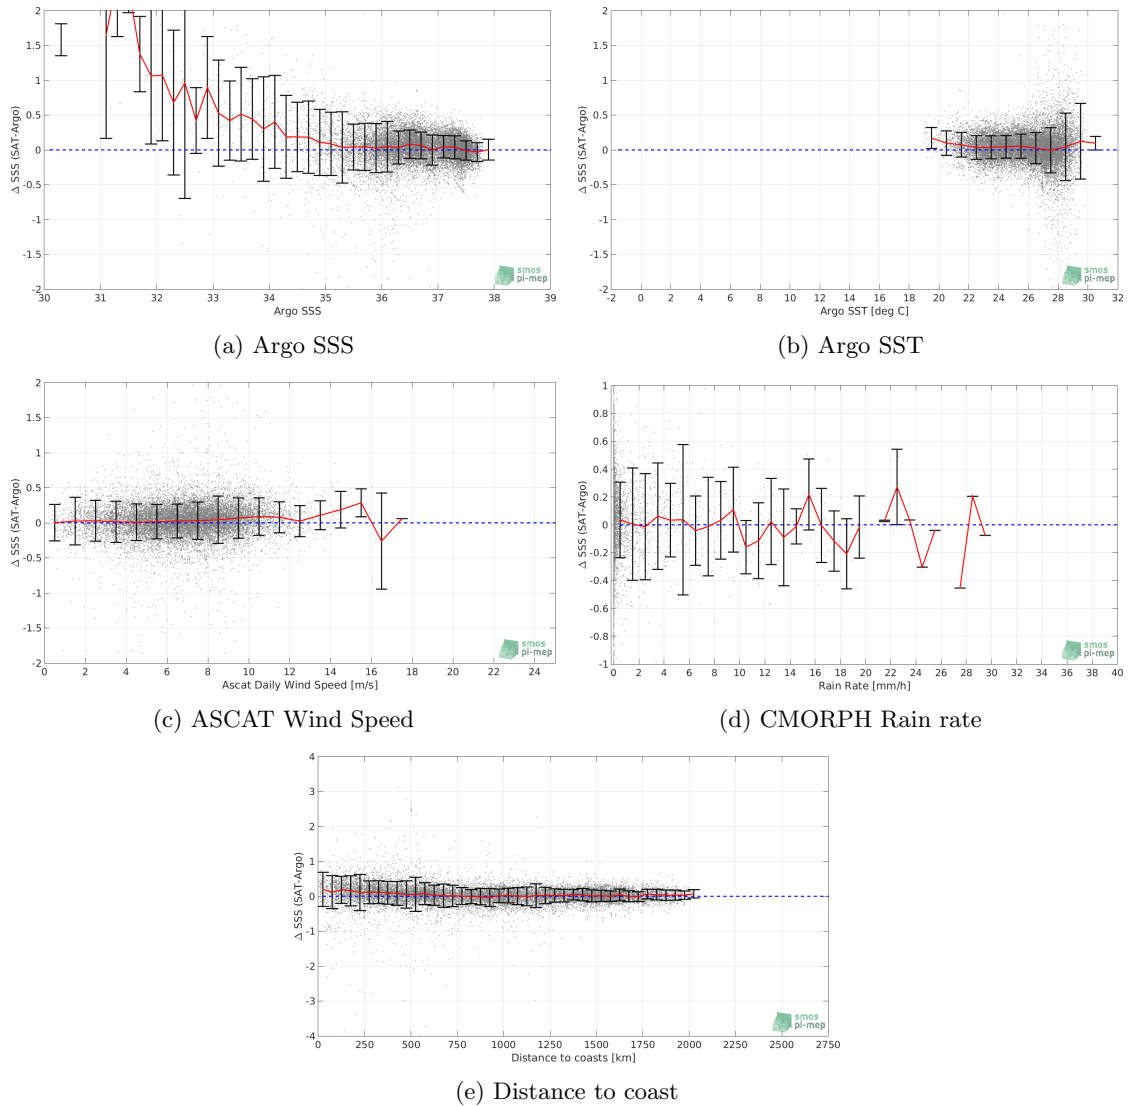 2
1.5
1
0.5
0
-0.5
-1
-1.5
-2
Δ SSS (SAT-Argo)
30 31 32 33 34 35 36 37 38 39
Argo SSS
smos
pi-mep
(a) Argo SSS
2
1.5
1
0.5
0
-0.5
-1
-1.5
-2
Δ SSS (SAT-Argo)
-2 0 2 4 6 8 10 12 14 16 18 20 22 24 26 28 30 32
Argo SST [deg C]
smos
pi-mep
(b) Argo SST
2
1.5
1
0.5
0
-0.5
-1
-1.5
-2
Δ SSS (SAT-Argo)
0 2 4 6 8 10 12 14 16 18 20 22 24
Ascat Daily Wind Speed [m/s]
smos
pi-mep
(c) ASCAT Wind Speed
1
0.8
0.6
0.4
0.2
0
-0.2
-0.4
-0.6
-0.8
-1
Δ SSS (SAT-Argo)
0 2 4 6 8 10 12 14 16 18 20 22 24 26 28 30 32 34 36 38 40
Rain Rate [mm/h]
smos
pi-mep
(d) CMORPH Rain rate
4
3
2
1
0
-1
-2
-3
-4
Δ SSS (SAT-Argo)
0 250 500 750 1000 1250 1500 1750 2000 2250 2500 2750
Distance to coasts [km]
smos
pi-mep
(e) Distance to coast